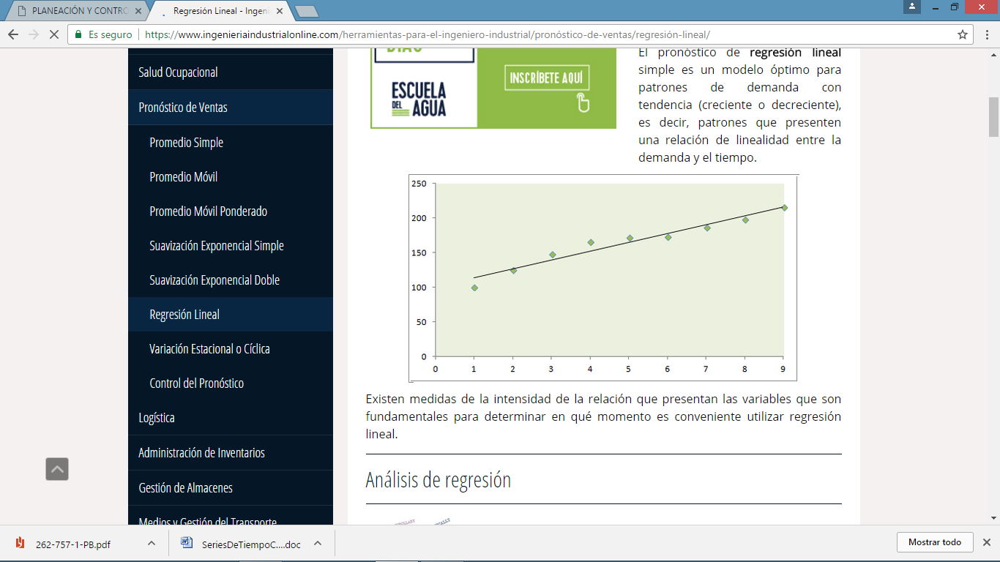 PLANEACIÓN Y CONTRO
Regresión Lineal - Ingen
Es seguro
https://www.ingenieriaindustrialonline.com/herramientas-para-el-ingeniero-industrial/pronóstico-de-ventas/regresión-lineal/
Salud Ocupacional
Pronóstico de Ventas
Promedio Simple
Promedio Móvil
Promedio Móvil Ponderado
Suavización Exponencial Simple
Suavización Exponencial Doble
Regresión Lineal
Variación Estacional o Cíclica
Control del Pronóstico
Logística
Administración de Inventarios
Gestión de Almacenes
Medios y Gestión del Transporte
ESCUELA
DEL AGUA
INSCRÍBETE AQUÍ
El pronóstico de regresión lineal
simple es un modelo óptimo para
patrones de demanda con
tendencia (creciente o decreciente),
es decir, patrones que presenten
una relación de linealidad entre la
demanda y el tiempo.
250
200
150
100
50
0
0 1 2 3 4 5 6 7 8 9
Existen medidas de la intensidad de la relación que presentan las variables que son
fundamentales para determinar en qué momento es conveniente utilizar regresión
lineal.
Análisis de regresión
262-757-1-PB.pdf
SeriesDeTiempoC....doc
Mostrar todo